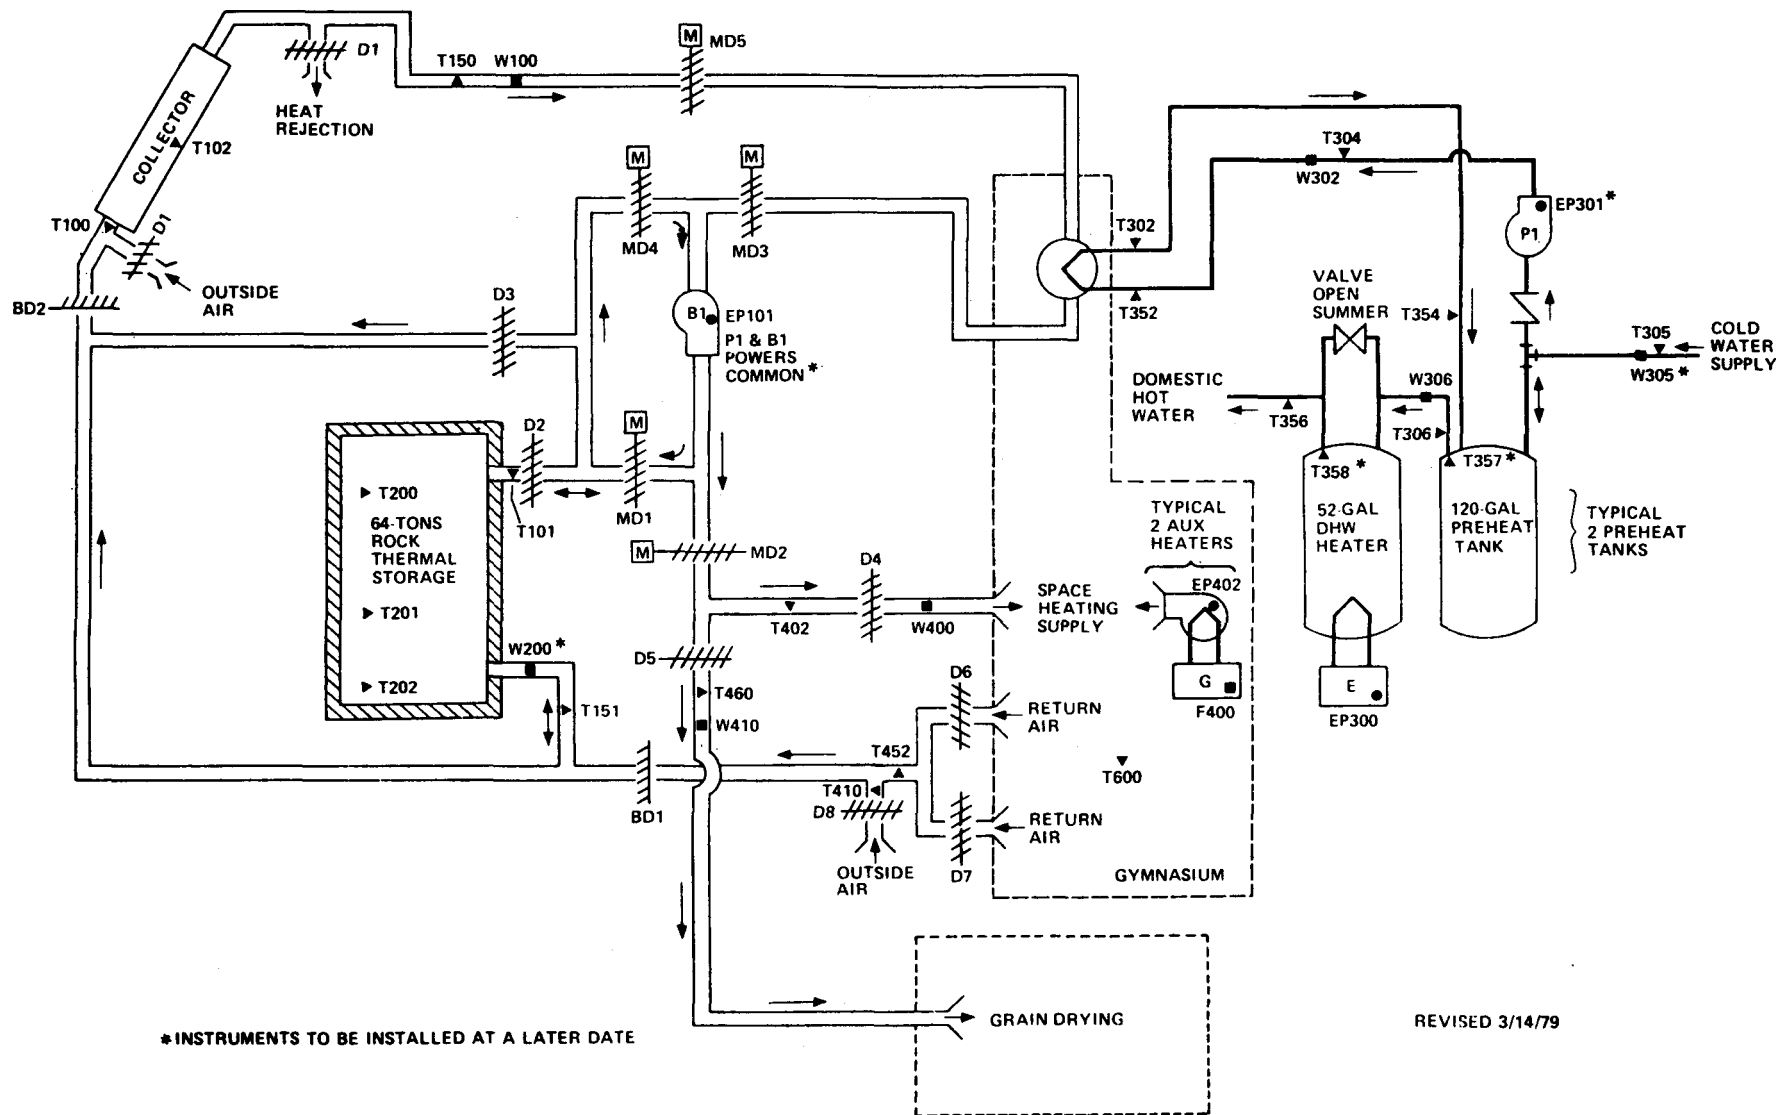 D1
HEAT
REJECTION
T150
W100
M
MD5
COLLECTOR
T102
T100
D1
OUTSIDE
AIR
BD2
M
MD4
M
MD3
D3
B1
EP101
P1 & B1
POWERS
COMMON *
T302
T352
T304
W302
EP301*
P1
VALVE
OPEN
SUMMER
T354
T305
W305 *
COLD
WATER
SUPPLY
DOMESTIC
HOT
WATER
T356
W306
T306
T358 *
T357 *
52-GAL
DHW
HEATER
120-GAL
PREHEAT
TANK
TYPICAL
2 PREHEAT
TANKS
E
EP300
D2
T101
M
MD1
M
MD2
T200
64-TONS
ROCK
THERMAL
STORAGE
T201
T202
W200 *
T151
D4
T402
W400
SPACE
HEATING
SUPPLY
TYPICAL
2 AUX
HEATERS
EP402
G
F400
D5
T460
W410
D6
RETURN
AIR
T452
T410
D8
OUTSIDE
AIR
BD1
D7
RETURN
AIR
T600
GYMNASIUM
GRAIN DRYING
*INSTRUMENTS TO BE INSTALLED AT A LATER DATE
REVISED 3/14/79